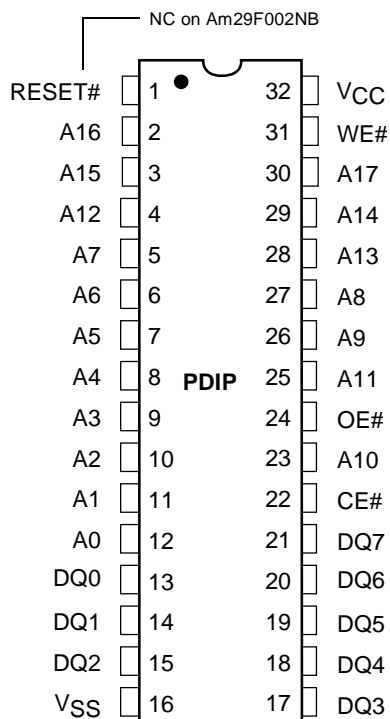 NC on Am29F002NB
RESET# 1 32 VCC
A16 2 31 WE#
A15 3 30 A17
A12 4 29 A14
A7 5 28 A13
A6 6 27 A8
A5 7 26 A9
A4 8 PDIP 25 A11
A3 9 24 OE#
A2 10 23 A10
A1 11 22 CE#
A0 12 21 DQ7
DQ0 13 20 DQ6
DQ1 14 19 DQ5
DQ2 15 18 DQ4
VSS 16 17 DQ3